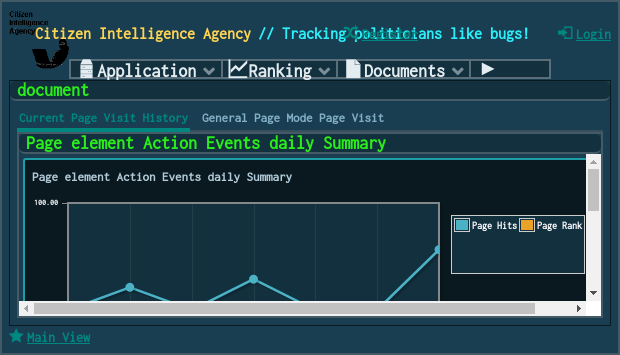 Citizen
Intelligence
Agency
Citizen Intelligence Agency // Tracking politicians like bugs!
Login
Application Ranking Documents
document
Current Page Visit History General Page Mode Page Visit
Page element Action Events daily Summary
Page element Action Events daily Summary
100.00
Page Hits Page Rank
Main View